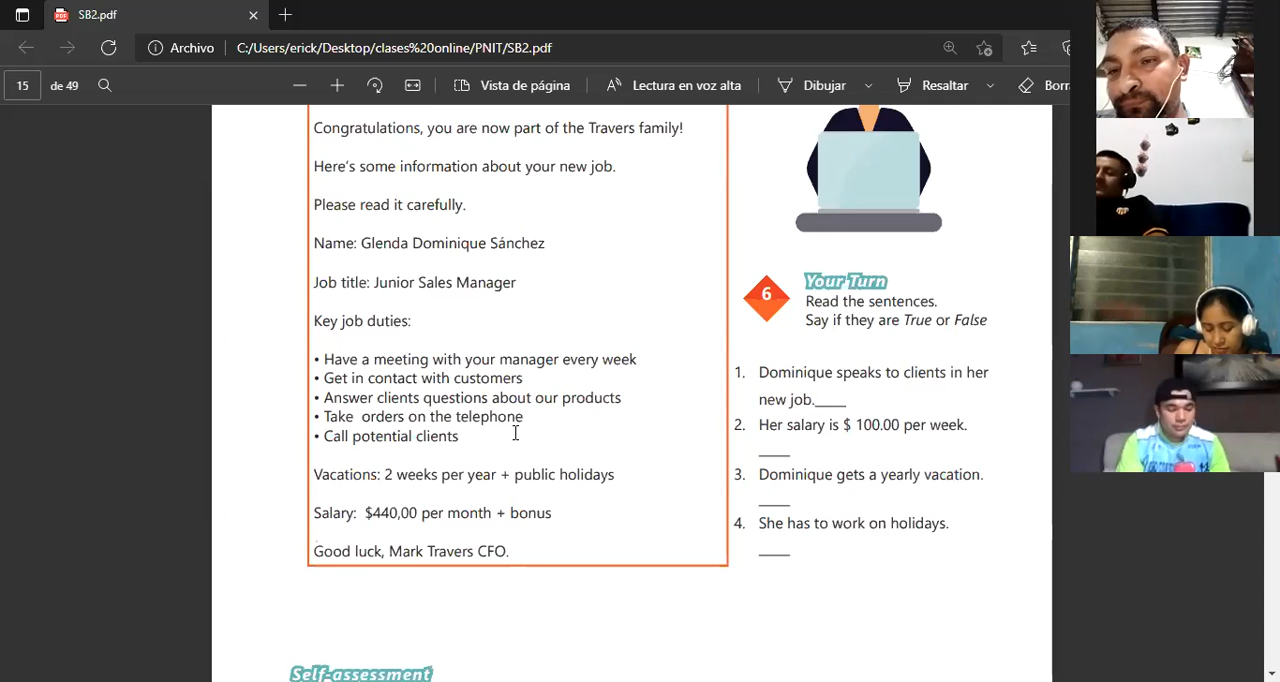 SB2.pdf
Archivo
C:/Users/erick/Desktop/clases%20online/PNIT/SB2.pdf
15
de 49
Vista de página
Lectura en voz alta
Dibujar
Resaltar
Borra
Congratulations, you are now part of the Travers family!
Here's some information about your new job.
Please read it carefully.
Name: Glenda Dominique Sánchez
Job title: Junior Sales Manager
Key job duties:
• Have a meeting with your manager every week
• Get in contact with customers
• Answer clients questions about our products
• Take orders on the telephone
• Call potential clients
Vacations: 2 weeks per year + public holidays
Salary: $440,00 per month + bonus
Good luck, Mark Travers CFO.
6
Your Turn
Read the sentences.
Say if they are True or False
1. Dominique speaks to clients in her
new job.____
2. Her salary is $ 100.00 per week.
____
3. Dominique gets a yearly vacation.
____
4. She has to work on holidays.
____
Self-assessment